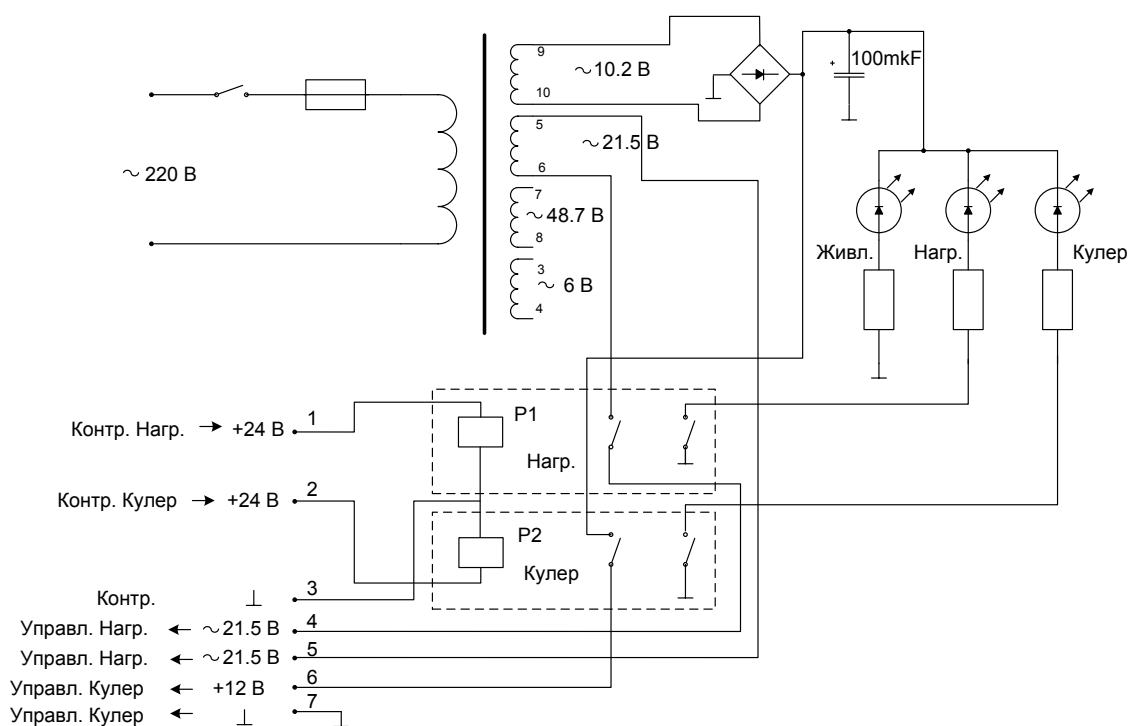 9
~10.2 В
10
100mkF
+
5
~21.5 В
6
~220 В
7
~48.7 В
8
3
~ 6 В
4
Живл.
Нагр.
Кулер
Контр. Нагр. → +24 В 1
Р1
Нагр.
Контр. Кулер → +24 В 2
Р2
Кулер
Контр. ⊥ 3
Управл. Нагр. ← ~21.5 В 4
Управл. Нагр. ← ~21.5 В 5
Управл. Кулер ← +12 В 6
Управл. Кулер ← ⊥ 7